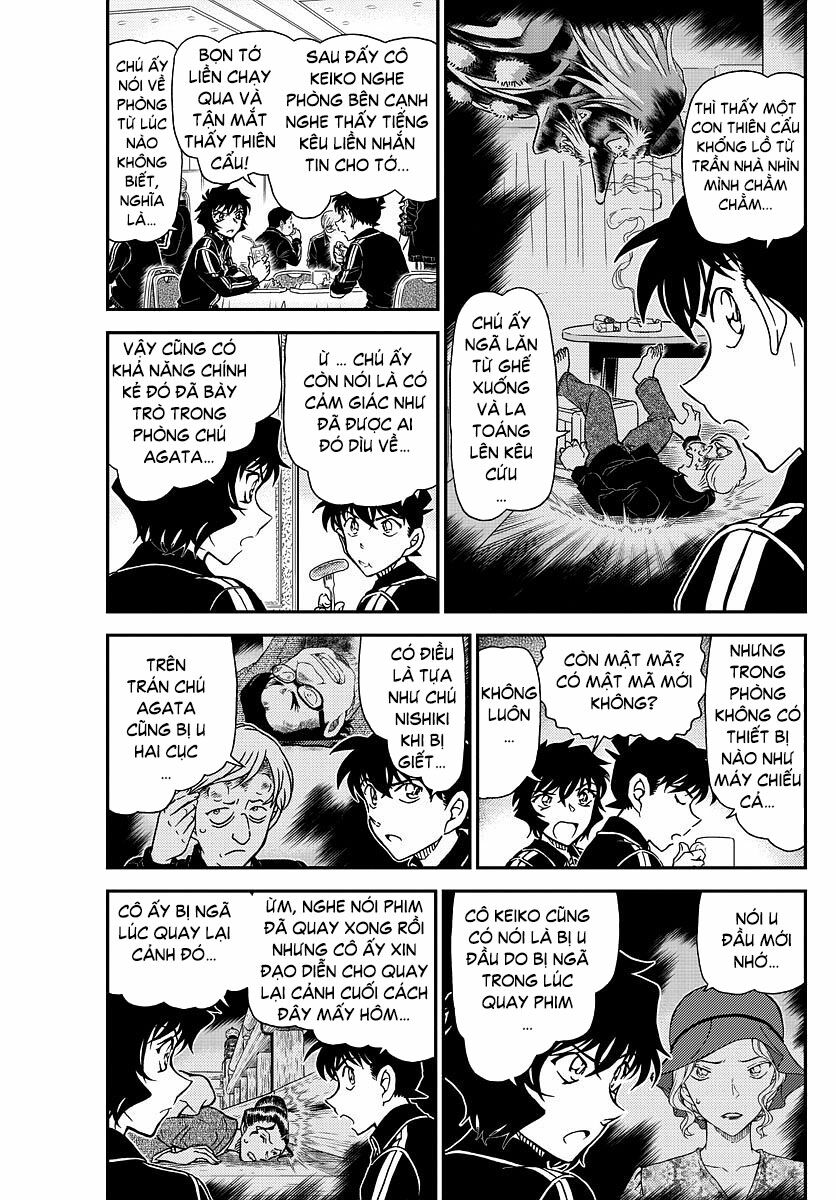 THÌ THẤY MỘT
CON THIÊN CẨU
KHỔNG LỒ TỪ
TRẦN NHÀ NHÌN
MÌNH CHẰM
CHẰM...
CHÚ ẤY
NGÃ LĂN
TỪ GHẾ
XUỐNG
VÀ LA
TOÁNG
LÊN KÊU
CỨU
...
SAU ĐẤY CÔ
KEIKO NGHE
PHÒNG BÊN CẠNH
NGHE THẤY TIẾNG
KÊU LIỀN NHẮN
TIN CHO TỚ...
BỌN TỚ
LIỀN CHẠY
QUA VÀ
TẬN MẮT
THẤY THIÊN
CẨU!
CHÚ ẤY
NÓI VỀ
PHÒNG
TỪ LÚC
NÀO
KHÔNG
BIẾT,
NGHĨA
LÀ...
Ừ ... CHÚ ẤY
CÒN NÓI LÀ CÓ
CẢM GIÁC NHƯ
ĐÃ ĐƯỢC AI
ĐÓ DÌU VỀ...
VẬY CŨNG CÓ
KHẢ NĂNG CHÍNH
KẺ ĐÓ ĐÃ BÀY
TRÒ TRONG
PHÒNG CHÚ
AGATA...
NHƯNG
TRONG
PHÒNG
KHÔNG CÓ
THIẾT BỊ
NÀO NHƯ
MÁY CHIẾU
CẢ...
CÒN MẬT MÃ?
CÓ MẬT MÃ MỚI
KHÔNG?
KHÔNG
LUÔN
...
CÓ ĐIỀU
LÀ TỰA
NHƯ CHÚ
NISHIKI
KHI BỊ
GIẾT...
TRÊN
TRÁN CHÚ
AGATA
CŨNG BỊ U
HAI CỤC
...
NÓI U
ĐẦU MỚI
NHỚ...
CÔ KEIKO CŨNG
CÓ NÓI LÀ BỊ U
ĐẦU DO BỊ NGÃ
TRONG LÚC
QUAY PHIM
...
ỪM, NGHE NÓI PHIM
ĐÃ QUAY XONG RỒI
NHƯNG CÔ ẤY XIN
ĐẠO DIỄN CHO QUAY
LẠI CẢNH CUỐI CÁCH
ĐÂY MẤY HÔM...
CÔ ẤY BỊ NGÃ
LÚC QUAY LẠI
CẢNH ĐÓ...